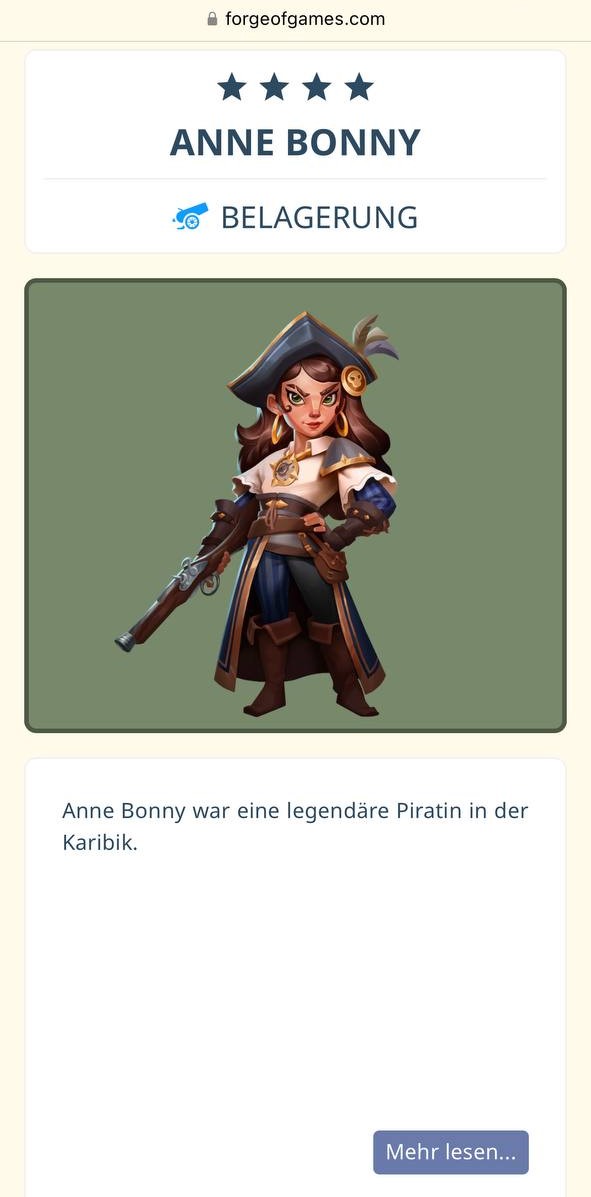 forgeofgames.com
ANNE BONNY
BELAGERUNG
Anne Bonny war eine legendäre Piratin in der
Karibik.
Mehr lesen...